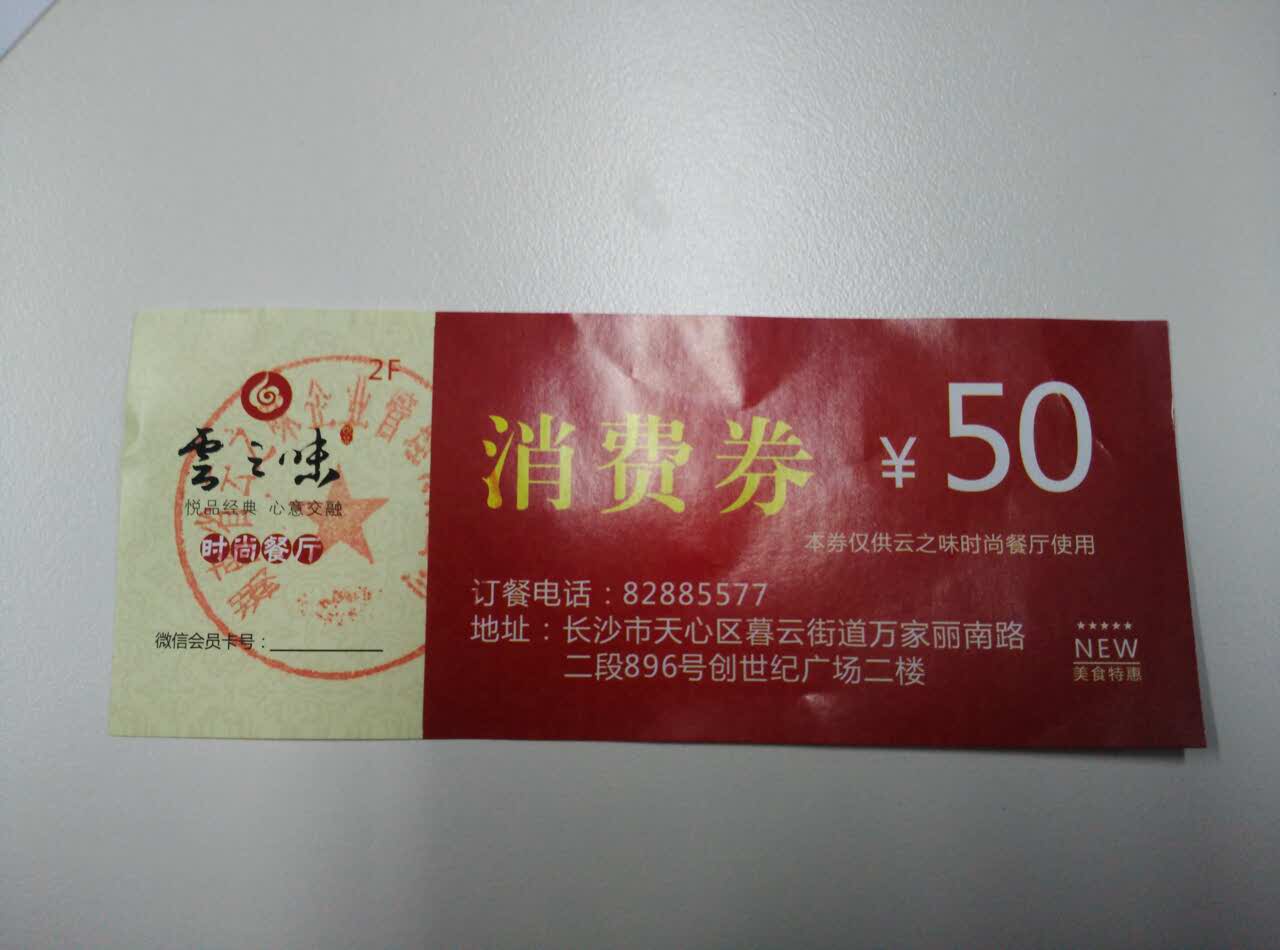 2F
雲之味
悦品经典 心意交融
时尚餐厅
微信会员卡号：
消费券
¥50
本券仅供云之味时尚餐厅使用
订餐电话：82885577
地址：长沙市天心区暮云街道万家丽南路
二段896号创世纪广场二楼
NEW
美食特惠